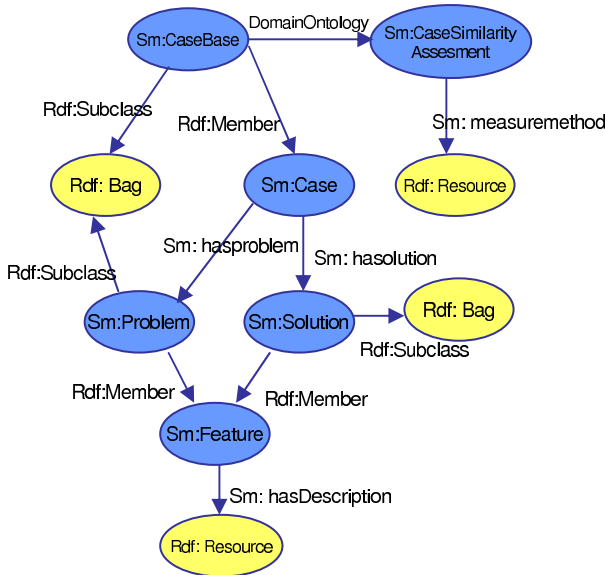 DomainOntology
Sm:CaseBase
Sm:CaseSimilarity
Assesment
Rdf:Subclass
Rdf:Member
Sm: measuremethod
Rdf: Bag
Sm:Case
Rdf: Resource
Sm: hasproblem
Sm: hasolution
Rdf:Subclass
Sm:Problem
Sm:Solution
Rdf: Bag
Rdf:Subclass
Rdf:Member
Rdf:Member
Sm:Feature
Sm: hasDescription
Rdf: Resource